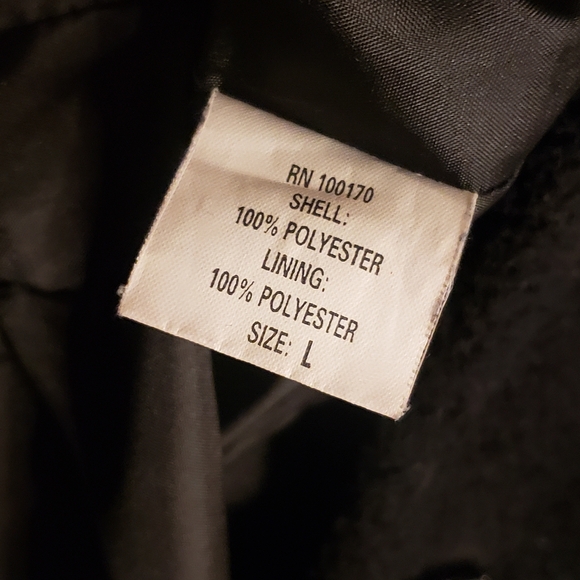 RN 100170
SHELL:
100% POLYESTER
LINING:
100% POLYESTER
SIZE: L